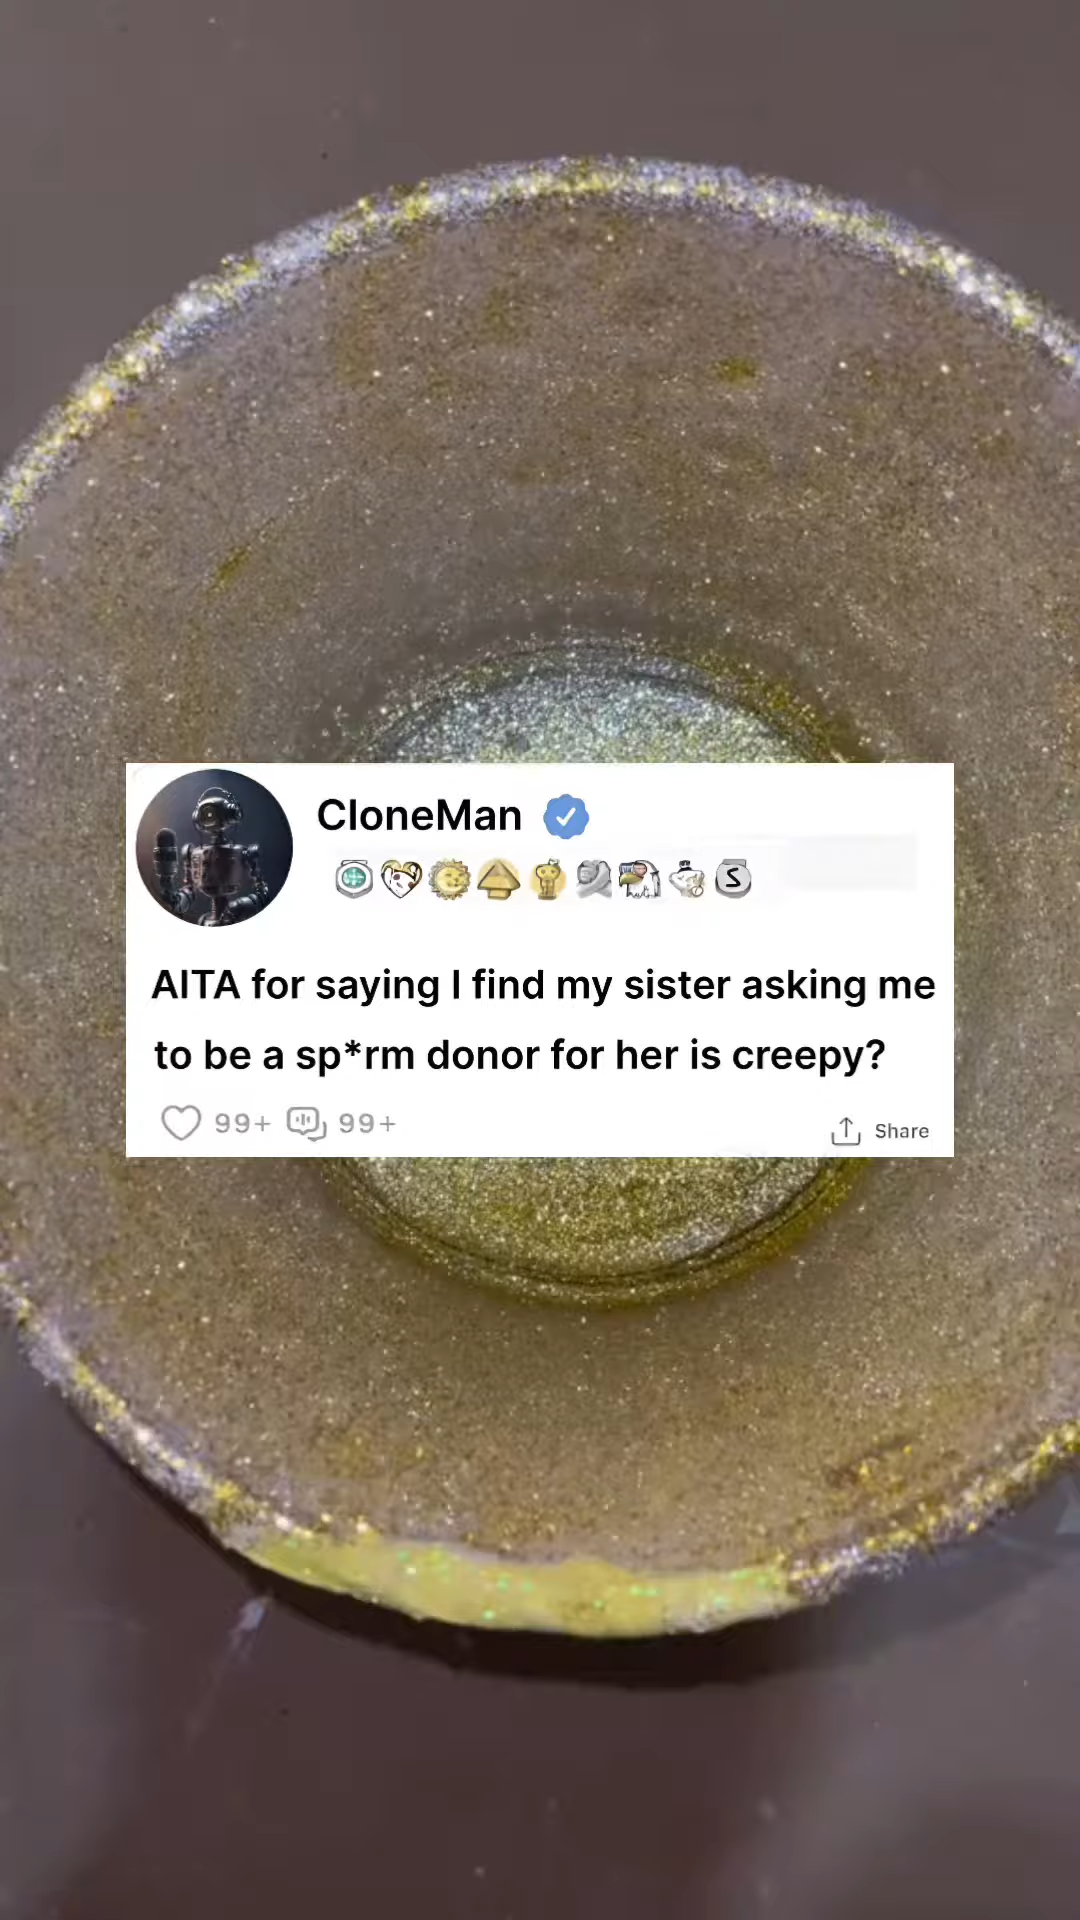 CloneMan
S
AITA for saying I find my sister asking me
to be a sp*rm donor for her is creepy?
99+ 99+
Share